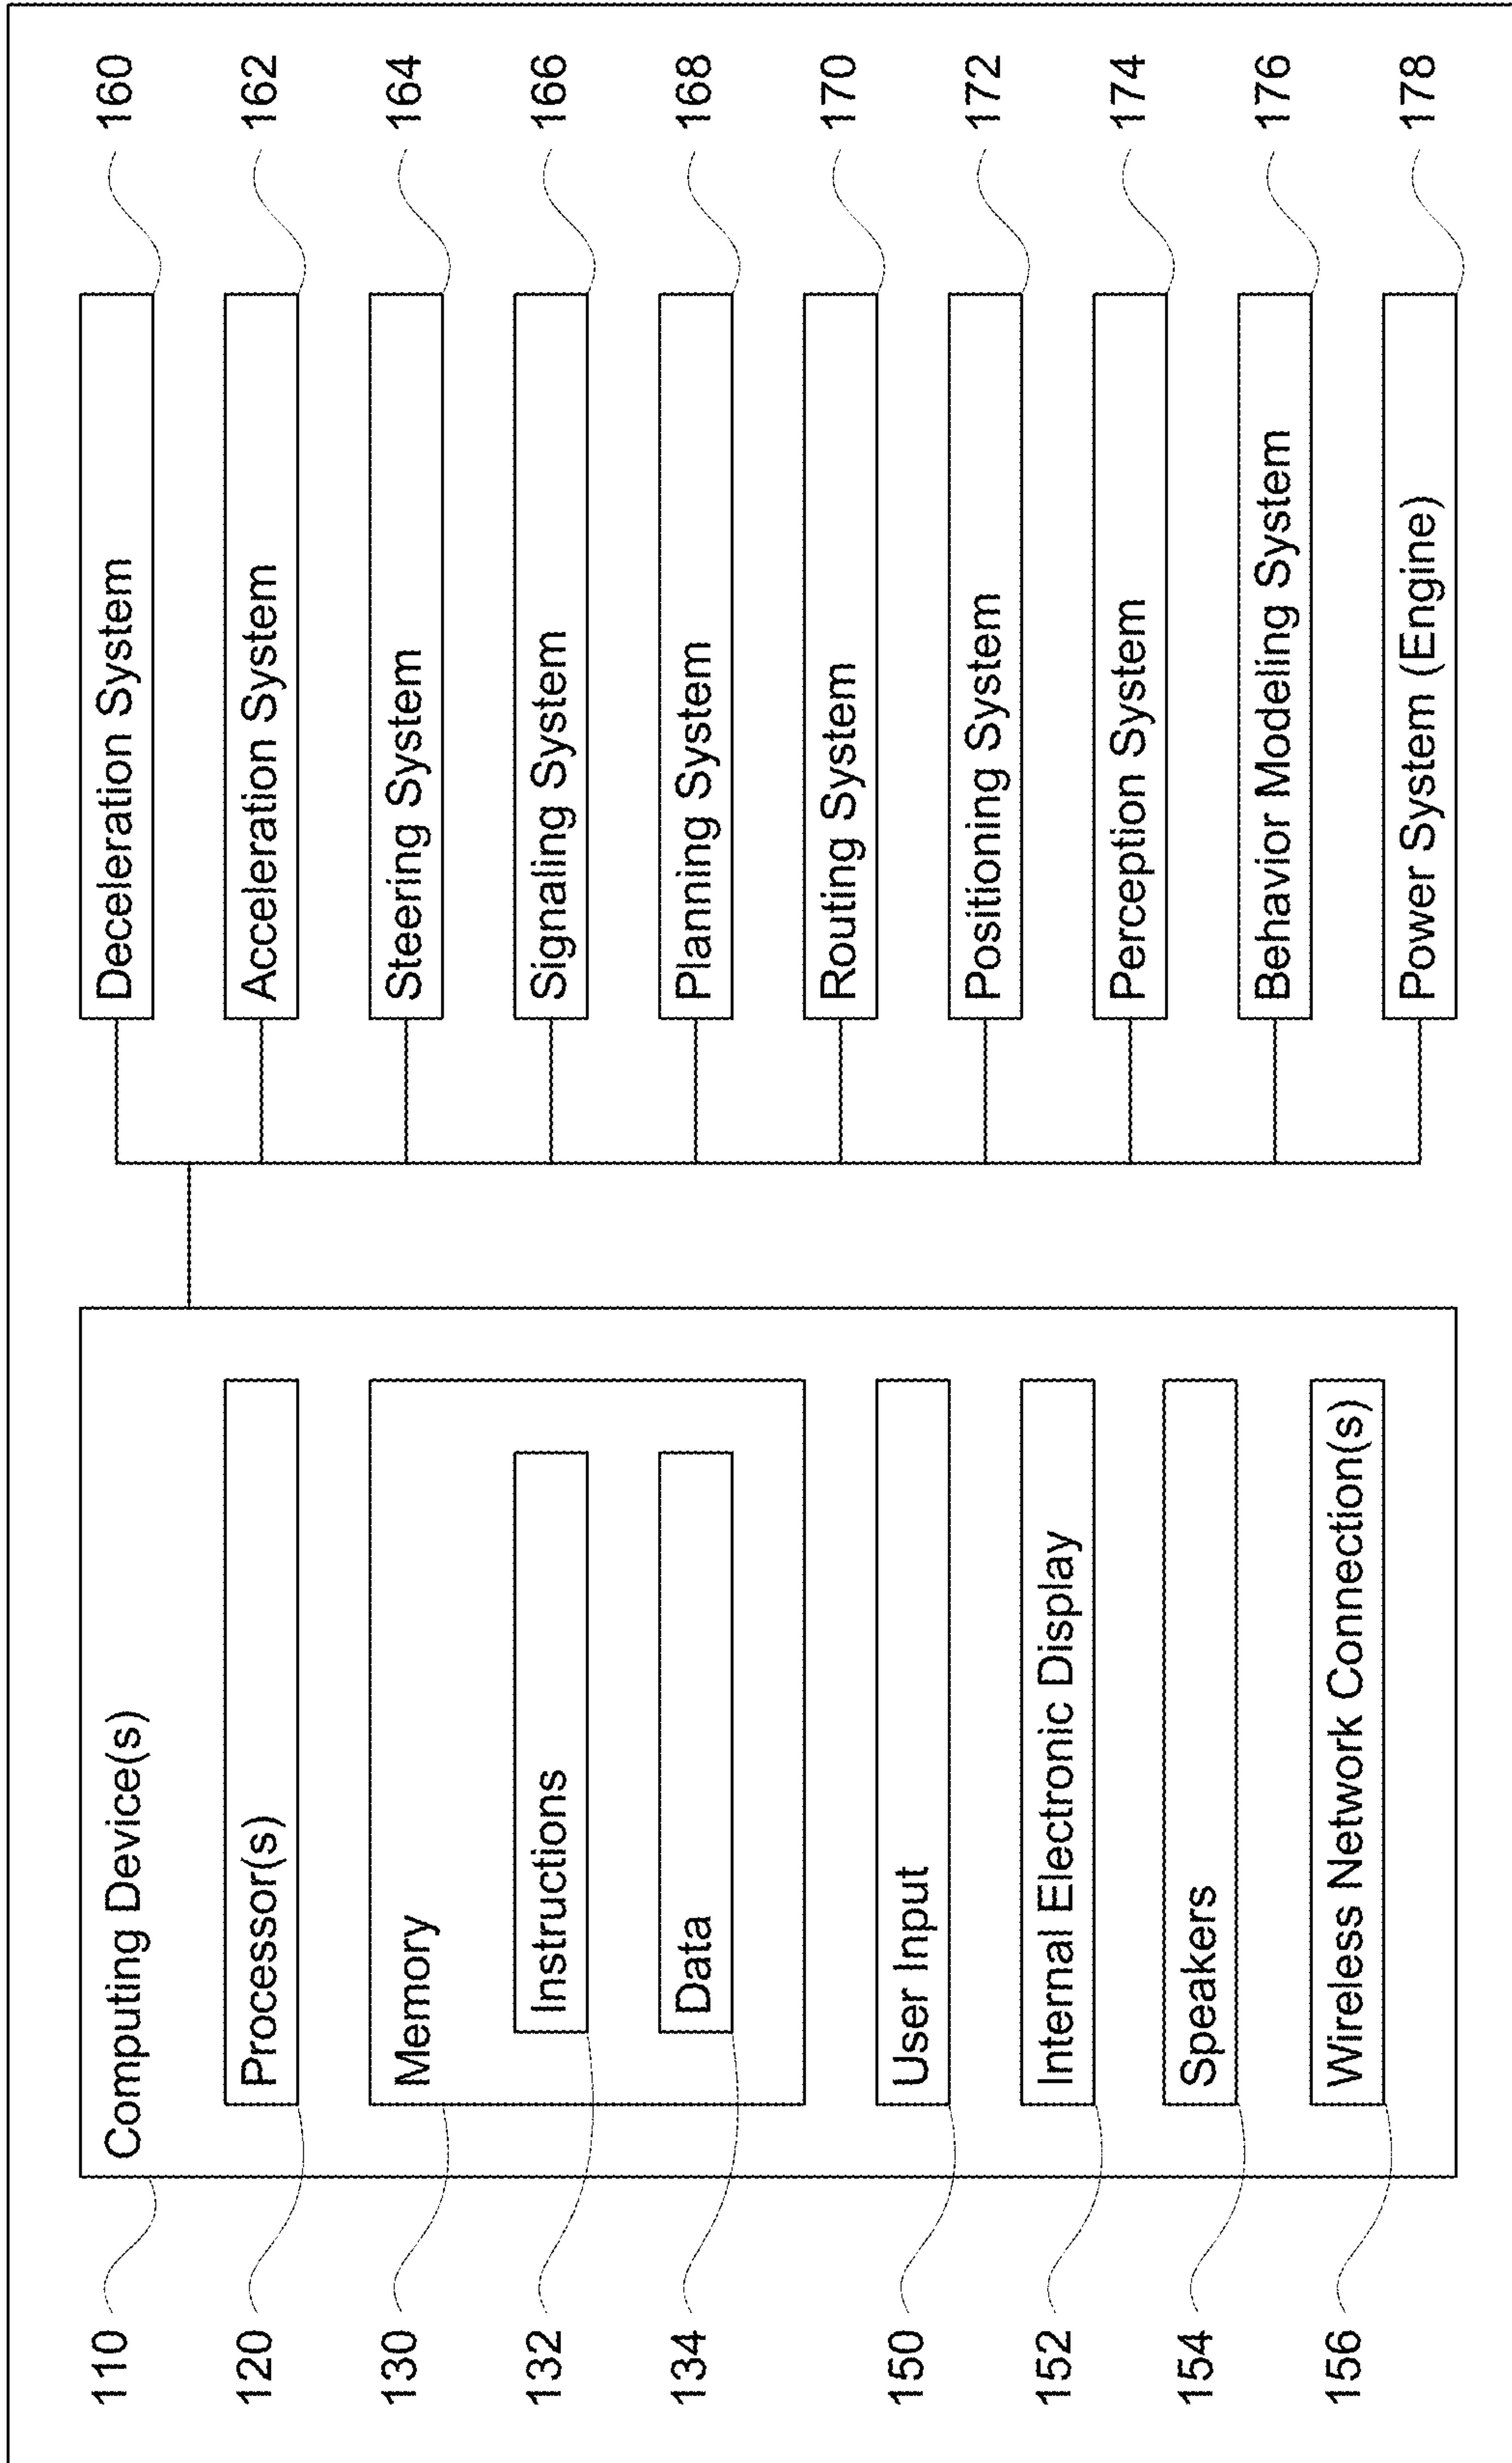 110
Computing Device(s)
120
Processor(s)
130
Memory
132
Instructions
134
Data
150
User Input
152
Internal Electronic Display
154
Speakers
156
Wireless Network Connection(s)
Deceleration System
160
Acceleration System
162
Steering System
164
Signaling System
166
Planning System
168
Routing System
170
Positioning System
172
Perception System
174
Behavior Modeling System
176
Power System (Engine)
178